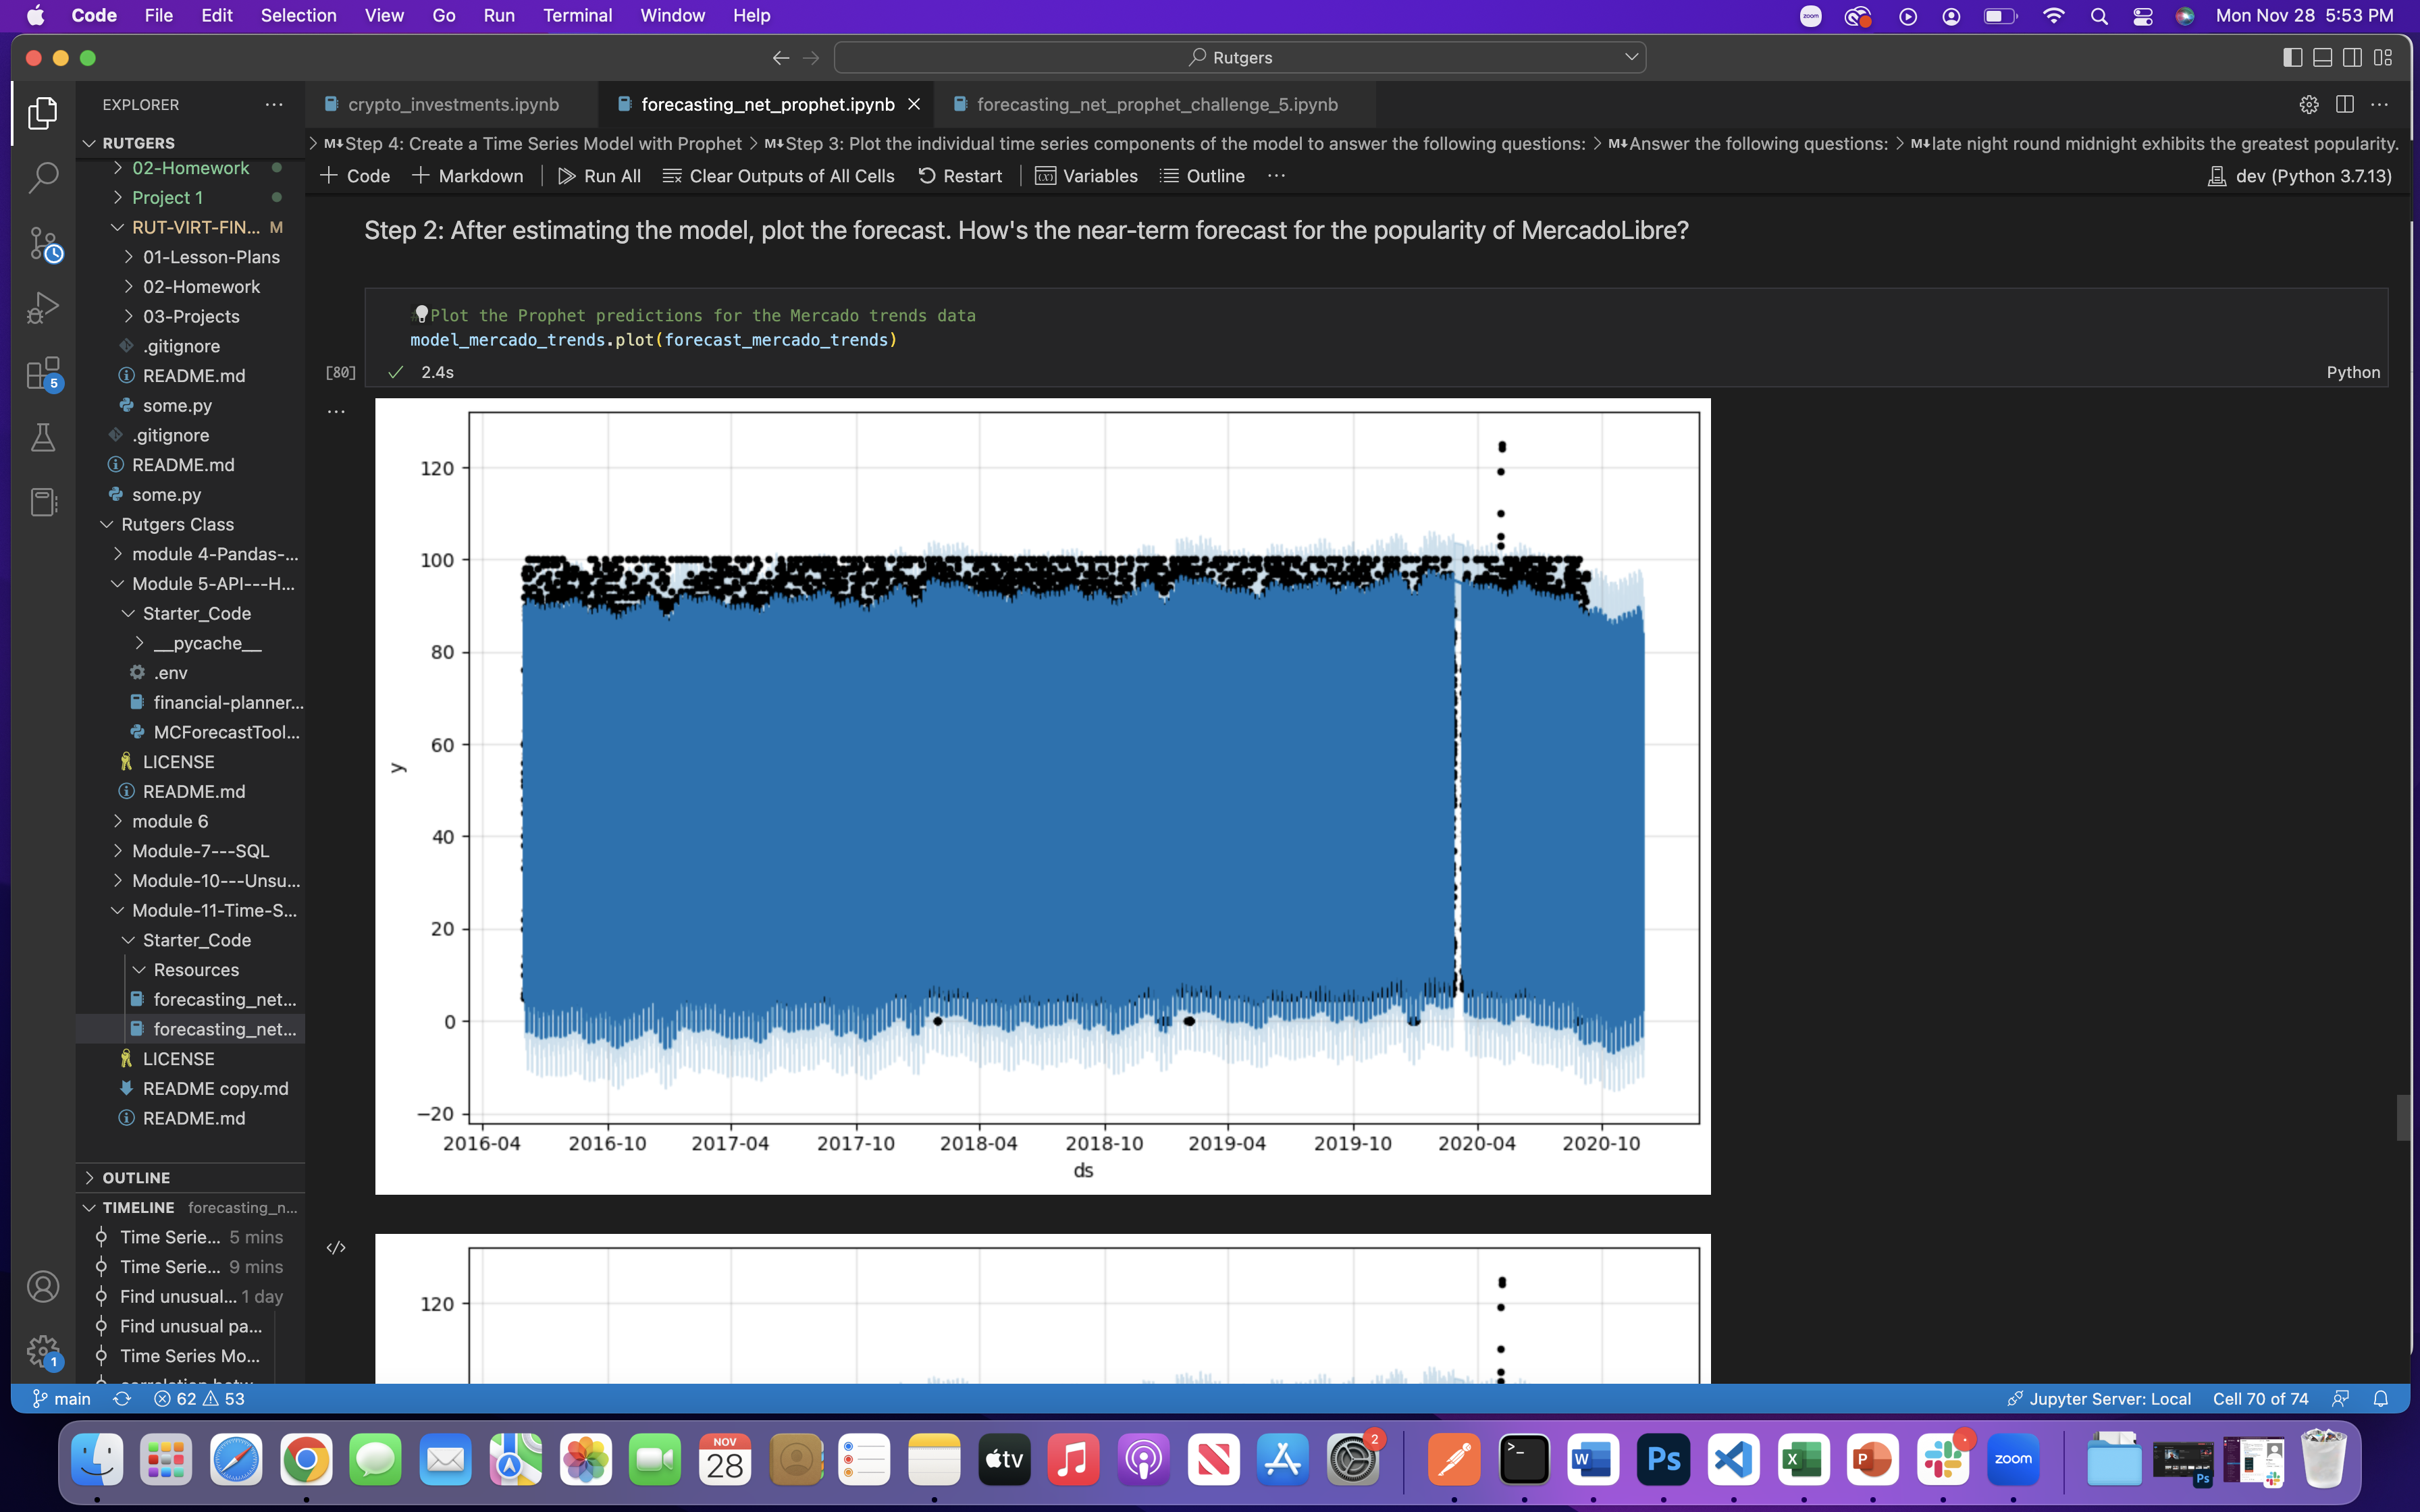 Code File Edit Selection View Go Run Terminal Window Help
zoom
Mon Nov 28 5:53 PM
Rutgers
EXPLORER
crypto_investments.ipynb
forecasting_net_prophet.ipynb
forecasting_net_prophet_challenge_5.ipynb
RUTGERS
Step 4: Create a Time Series Model with Prophet > Step 3: Plot the individual time series components of the model to answer the following questions: > Answer the following questions: > late night round midnight exhibits the greatest popularity.
+ Code + Markdown Run All Clear Outputs of All Cells Restart Variables Outline ...
dev (Python 3.7.13)
02-Homework
Project 1
RUT-VIRT-FIN... M
01-Lesson-Plans
02-Homework
03-Projects
.gitignore
README.md
some.py
.gitignore
README.md
some.py
Rutgers Class
module 4-Pandas-...
Module 5-API---H...
Starter_Code
__pycache__
.env
financial-planner...
MCForecastTool...
LICENSE
README.md
module 6
Module-7---SQL
Module-10---Unsu...
Module-11-Time-S...
Starter_Code
Resources
forecasting_net...
forecasting_net...
LICENSE
README copy.md
README.md
OUTLINE
TIMELINE forecasting_n...
Time Serie... 5 mins
Time Serie... 9 mins
Find unusual... 1 day
Find unusual pa...
Time Series Mo...
5
1
Step 2: After estimating the model, plot the forecast. How's the near-term forecast for the popularity of MercadoLibre?
Plot the Prophet predictions for the Mercado trends data
model_mercado_trends.plot(forecast_mercado_trends)
[80]
2.4s
Python
120
100
80
60
40
20
0
−20
y
2016-04 2016-10 2017-04 2017-10 2018-04 2018-10 2019-04 2019-10 2020-04 2020-10
ds
120
main 62 53
Jupyter Server: Local Cell 70 of 74
NOV
28
tv
2
>_
W
Ps
X
P
zoom
Ps